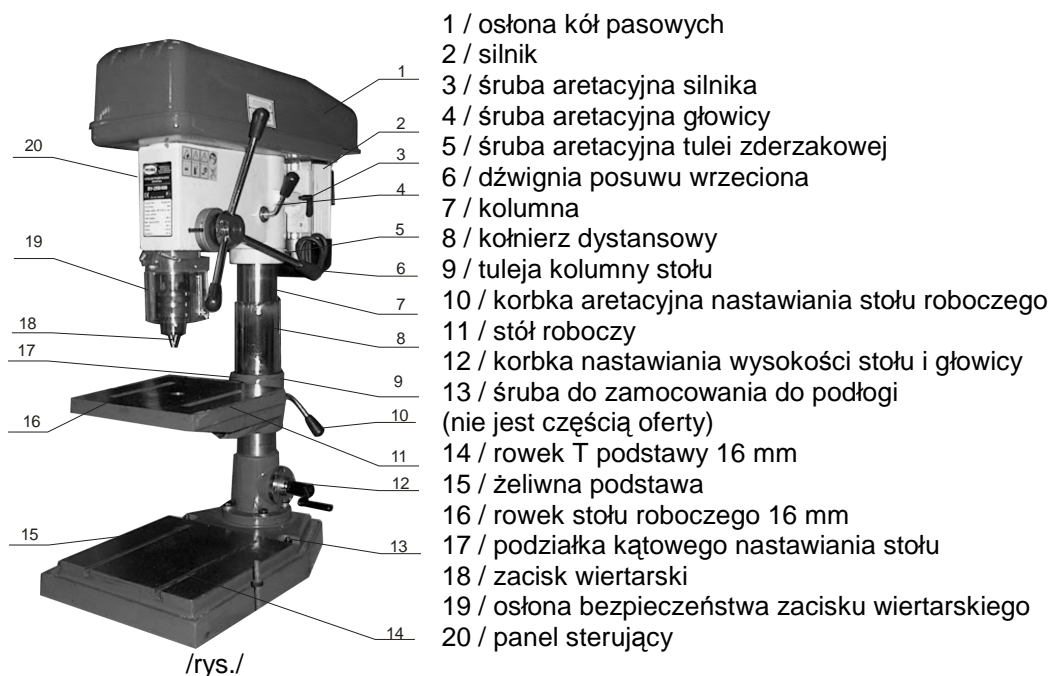 1 / osłona kół pasowych
2 / silnik
3 / śruba aretacyjna silnika
4 / śruba aretacyjna głowicy
5 / śruba aretacyjna tulei zderzakowej
6 / dźwignia posuwu wrzeciona
7 / kolumna
8 / kołnierz dystansowy
9 / tuleja kolumny stołu
10 / korbka aretacyjna nastawiania stołu roboczego
11 / stół roboczy
12 / korbka nastawiania wysokości stołu i głowicy
13 / śruba do zamocowania do podłogi
(nie jest częścią oferty)
14 / rowek T podstawy 16 mm
15 / żeliwna podstawa
16 / rowek stołu roboczego 16 mm
17 / podziałka kątowego nastawiania stołu
18 / zacisk wiertarski
19 / osłona bezpieczeństwa zacisku wiertarskiego
20 / panel sterujący
1
2
3
4
5
6
7
8
9
10
11
12
13
14
15
16
17
18
19
20
/rys./